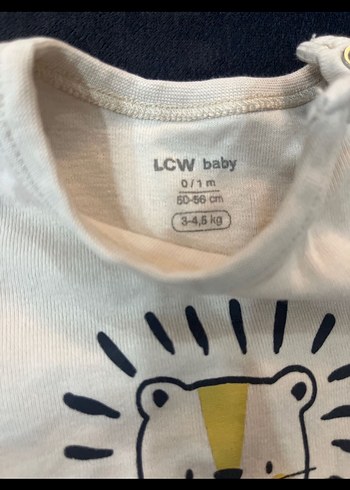 LCW baby
0/1 m
50-56 cm
3-4,5 kg